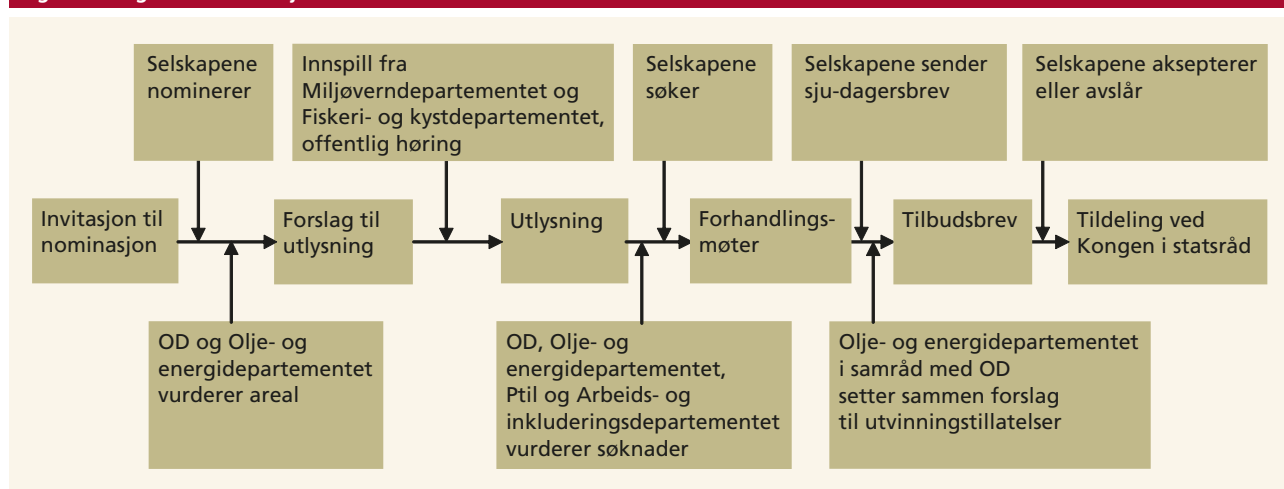 Selskapene
nominerer
Innspill fra
Miljøverndepartementet og
Fiskeri- og kystdepartementet,
offentlig høring
Selskapene
søker
Selskapene sender
sju-dagersbrev
Selskapene aksepterer
eller avslår
Invitasjon til
nominasjon
Forslag til
utlysning
Utlysning
Forhandlings-
møter
Tilbudsbrev
Tildeling ved
Kongen i statsråd
OD og Olje- og
energidepartementet
vurderer areal
OD, Olje- og
energidepartementet,
Ptil og Arbeids- og
inkluderingsdepartementet
vurderer søknader
Olje- og energidepartementet
i samråd med OD
setter sammen forslag
til utvinningstillatelser